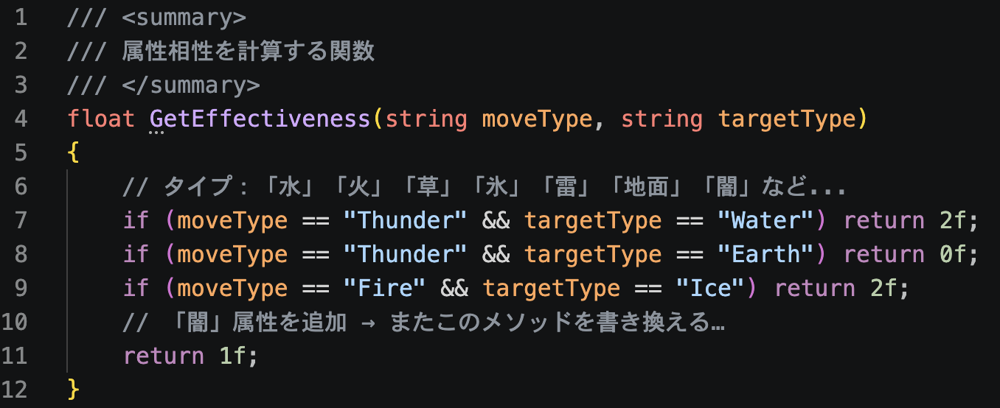 1 /// <summary>
2 /// 属性相性を計算する関数
3 /// </summary>
4 float GetEffectiveness(string moveType, string targetType)
5 {
6     // タイプ：「水」「火」「草」「氷」「雷」「地面」「闇」など...
7     if (moveType == "Thunder" && targetType == "Water") return 2f;
8     if (moveType == "Thunder" && targetType == "Earth") return 0f;
9     if (moveType == "Fire" && targetType == "Ice") return 2f;
10     // 「闇」属性を追加 → またこのメソッドを書き換える…
11     return 1f;
12 }